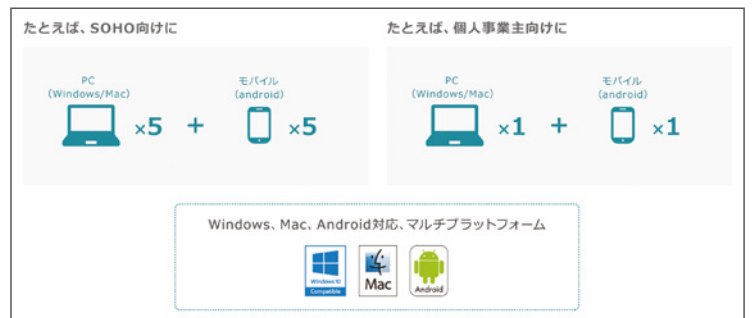 たとえば、SOHO向けに
PC
(Windows/Mac)
×5
+
モバイル
(android)
×5
たとえば、個人事業主向けに
PC
(Windows/Mac)
×1
+
モバイル
(android)
×1
Windows、Mac、Android対応、マルチプラットフォーム
Windows10
Compatible
Mac
Android